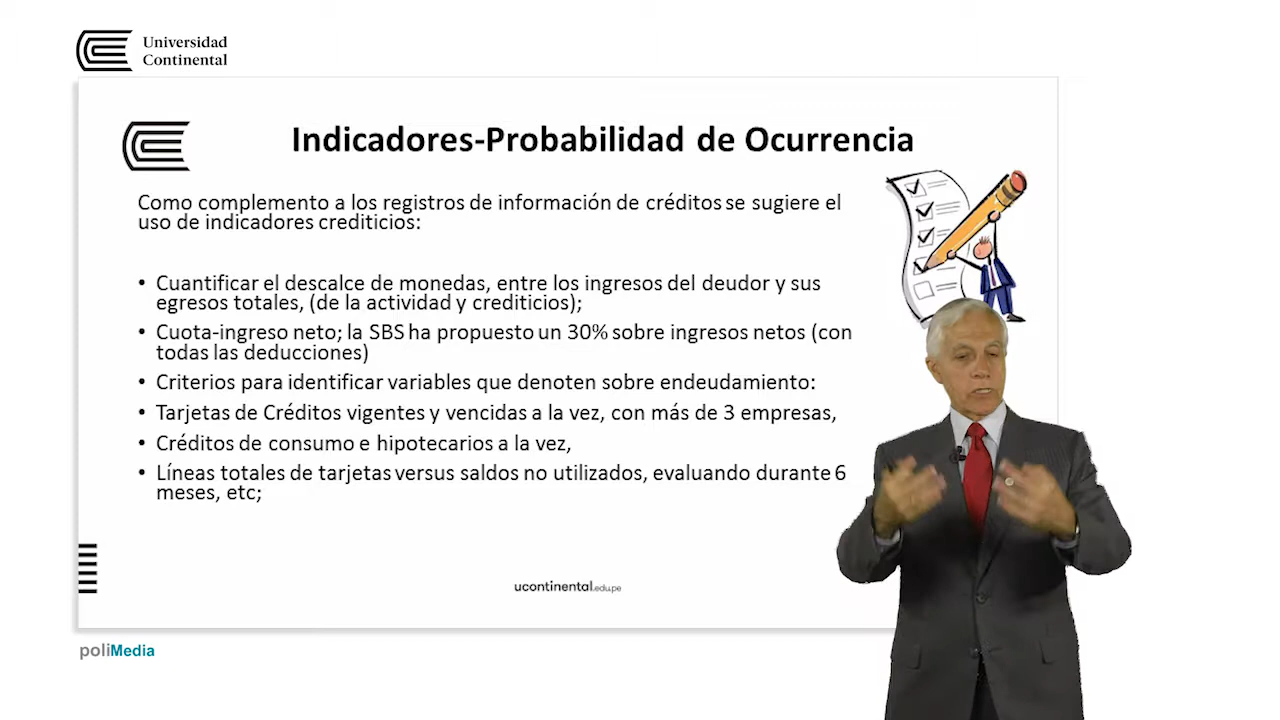 Universidad
Continental
Indicadores-Probabilidad de Ocurrencia
Como complemento a los registros de información de créditos se sugiere el
uso de indicadores crediticios:
• Cuantificar el descalce de monedas, entre los ingresos del deudor y sus
egresos totales, (de la actividad y crediticios);
• Cuota-ingreso neto; la SBS ha propuesto un 30% sobre ingresos netos (con
todas las deducciones)
• Criterios para identificar variables que denoten sobre endeudamiento:
• Tarjetas de Créditos vigentes y vencidas a la vez, con más de 3 empresas,
• Créditos de consumo e hipotecarios a la vez,
• Líneas totales de tarjetas versus saldos no utilizados, evaluando durante 6
meses, etc;
ucontinental.edu.pe
poliMedia